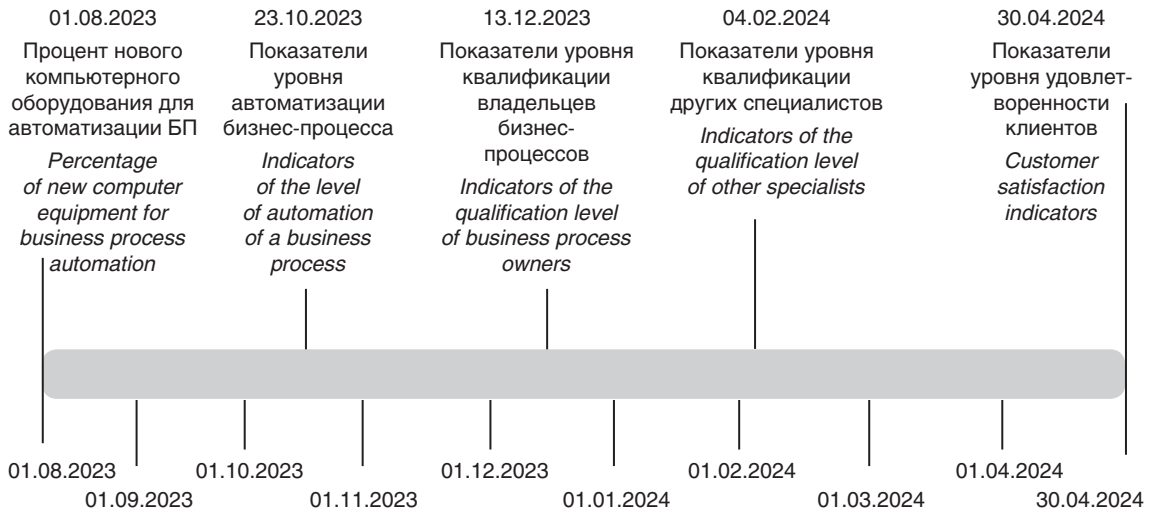 01.08.2023
Процент нового
компьютерного
оборудования для
автоматизации БП
Percentage
of new computer
equipment for
business process
automation
23.10.2023
Показатели
уровня
автоматизации
бизнес-процесса
Indicators
of the level
of automation
of a business
process
13.12.2023
Показатели уровня
квалификации
владельцев
бизнес-
процессов
Indicators of the
qualification level
of business process
owners
04.02.2024
Показатели уровня
квалификации
других специалистов
Indicators of the
qualification level
of other specialists
30.04.2024
Показатели
уровня удовлет-
воренности
клиентов
Customer
satisfaction
indicators
01.08.2023
01.09.2023
01.10.2023
01.11.2023
01.12.2023
01.01.2024
01.02.2024
01.03.2024
01.04.2024
30.04.2024